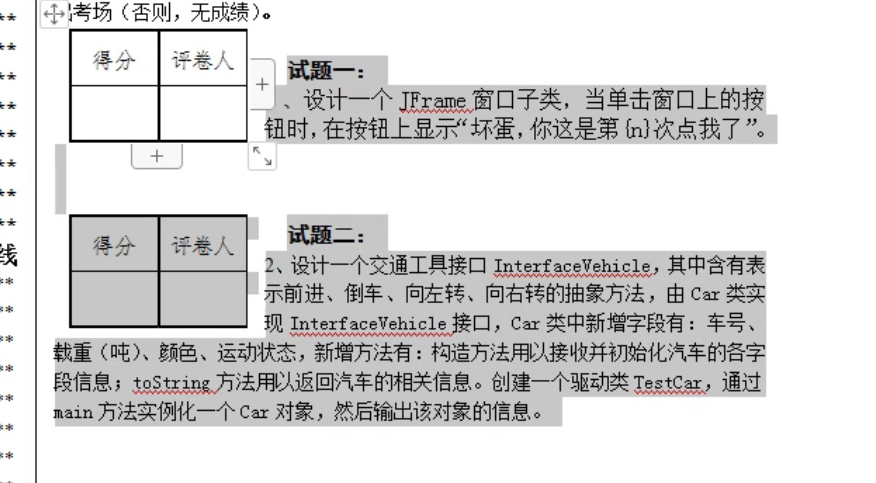 考场（否则，无成绩）。
得分 评卷人
试题一：
、设计一个 JFrame 窗口子类，当单击窗口上的按
钮时，在按钮上显示“坏蛋，你这是第{n}次点我了”。
得分 评卷人
试题二：
2、设计一个交通工具接口 InterfaceVehicle，其中含有表
示前进、倒车、向左转、向右转的抽象方法，由 Car 类实
现 InterfaceVehicle 接口，Car 类中新增字段有：车号、
载重（吨）、颜色、运动状态，新增方法有：构造方法用以接收并初始化汽车的各字
段信息；toString 方法用以返回汽车的相关信息。创建一个驱动类 TestCar，通过
main 方法实例化一个 Car 对象，然后输出该对象的信息。
**
**
**
**
**
**
**
**
线
**
**
**
**
**
**
**